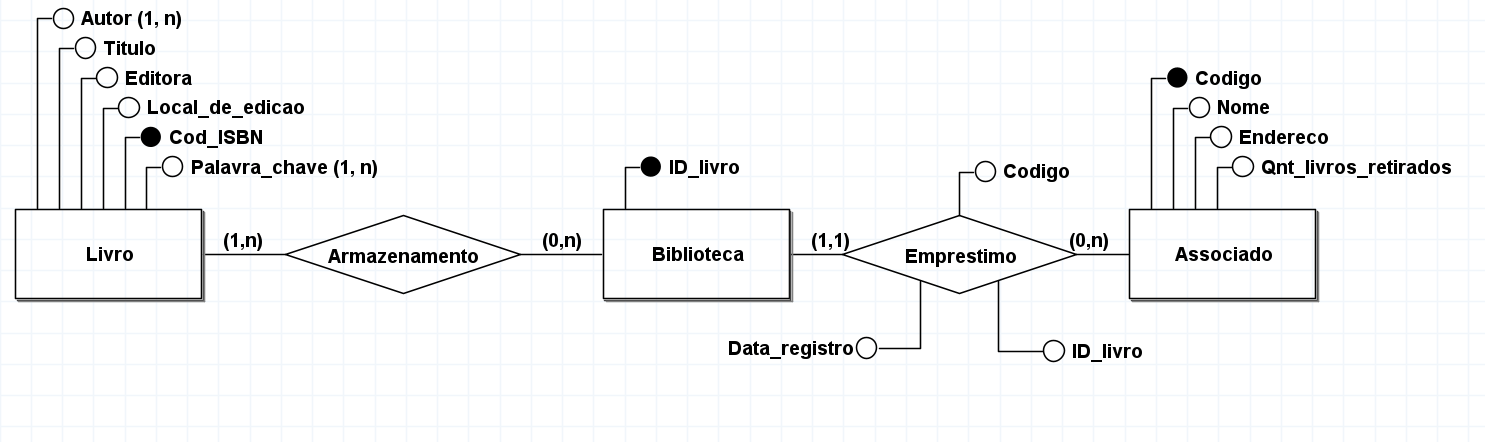 Autor (1, n)
Titulo
Editora
Local_de_edicao
Cod_ISBN
Palavra_chave (1, n)
Livro
(1,n)
Armazenamento
(0,n)
ID_livro
Biblioteca
(1,1)
Codigo
Emprestimo
Data_registro
ID_livro
(0,n)
Codigo
Nome
Endereco
Qnt_livros_retirados
Associado